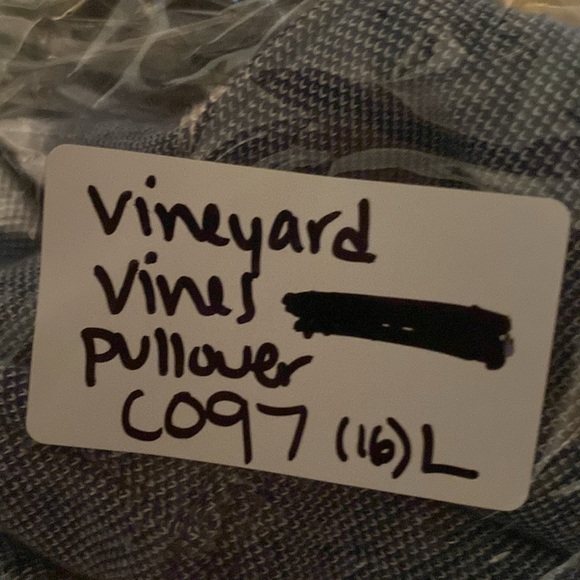 Vineyard
Vines
pullover
C097 (16) L